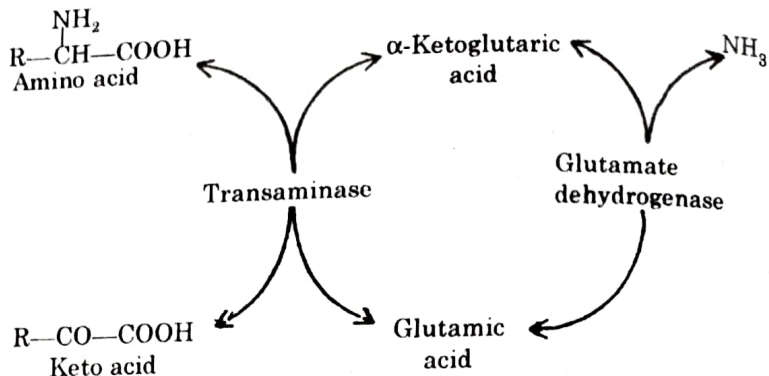 NH₂
R—CH—COOH
Amino acid
α-Ketoglutaric
acid
NH₃
Transaminase
Glutamate
dehydrogenase
R—CO—COOH
Keto acid
Glutamic
acid